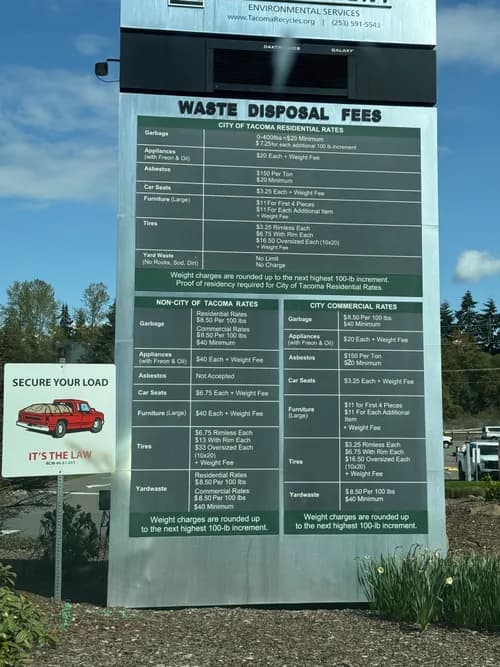 ENVIRONMENTAL SERVICES
www.TacomaRecycles.org | (253) 591-5543
DAKTRONICS GALAXY
WASTE DISPOSAL FEES
CITY OF TACOMA RESIDENTIAL RATES
Garbage
0-400lbs =$20 Minimum
$7.25for each additional 100 lb increment
Appliances
(with Freon & Oil)
$20 Each + Weight Fee
Asbestos
$150 Per Ton
$20 Minimum
Car Seats
$3.25 Each + Weight Fee
Furniture (Large)
$11 For First 4 Pieces
$11 For Each Additional Item
+ Weight Fee
Tires
$3.25 Rimless Each
$6.75 With Rim Each
$16.50 Oversized Each (10x20)
+ Weight Fee
Yard Waste
(No Rocks, Sod, Dirt)
No Limit
No Charge
Weight charges are rounded up to the next highest 100-lb increment.
Proof of residency required for City of Tacoma Residential Rates.
NON-CITY OF TACOMA RATES
Garbage
Residential Rates
$8.50 Per 100 lbs
Commercial Rates
$8.50 Per 100 lbs
$40 Minimum
Appliances
(with Freon & Oil)
$40 Each + Weight Fee
Asbestos
Not Accepted
Car Seats
$6.75 Each + Weight Fee
Furniture (Large)
$40 Each + Weight Fee
Tires
$6.75 Rimless Each
$13 With Rim Each
$33 Oversized Each
(10x20)
+ Weight Fee
Yardwaste
Residential Rates
$8.50 Per 100 lbs
Commercial Rates
$8.50 Per 100 lbs
$40 Minimum
Weight charges are rounded up
to the next highest 100-lb increment.
CITY COMMERCIAL RATES
Garbage
$8.50 Per 100 lbs
$40 Minimum
Appliances
(with Freon & Oil)
$20 Each + Weight Fee
Asbestos
$150 Per Ton
$20 Minimum
Car Seats
$3.25 Each + Weight Fee
Furniture
(Large)
$11 for First 4 Pieces
$11 For Each Additional
Item
+ Weight Fee
Tires
$3.25 Rimless Each
$6.75 With Rim Each
$16.50 Oversized Each
(10x20)
+ Weight Fee
Yardwaste
$8.50 Per 100 lbs
$40 Minimum
Weight charges are rounded up
to the next highest 100-lb increment.
SECURE YOUR LOAD
IT'S THE LAW